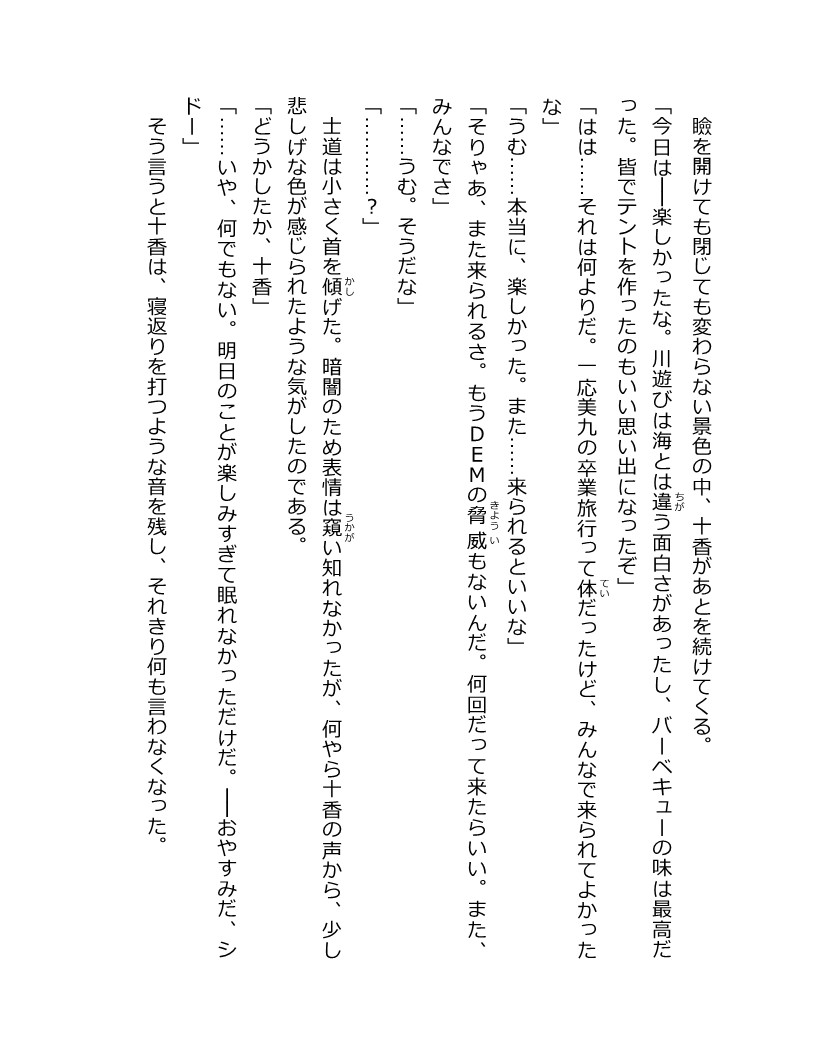 瞼を開けても閉じても変わらない景色の中、十香があとを続けてくる。
「今日は――楽しかったな。川遊びは海とは違う面白さがあったし、バーベキューの味は最高だ
った。皆でテントを作ったのもいい思い出になったぞ」
「はは……それは何よりだ。一応美九の卒業旅行って体だったけど、みんなで来られてよかった
な」
「うむ……本当に、楽しかった。また……来られるといいな」
「そりゃあ、また来られるさ。もうＤＥＭの脅威もないんだ。何回だって来たらいい。また、
みんなでさ」
「……うむ。そうだな」
「…………？」
　士道は小さく首を傾げた。暗闇のため表情は窺い知れなかったが、何やら十香の声から、少し
悲しげな色が感じられたような気がしたのである。
「どうかしたか、十香」
「……いや、何でもない。明日のことが楽しみすぎて眠れなかっただけだ。――おやすみだ、シ
ドー」
　そう言うと十香は、寝返りを打つような音を残し、それきり何も言わなくなった。